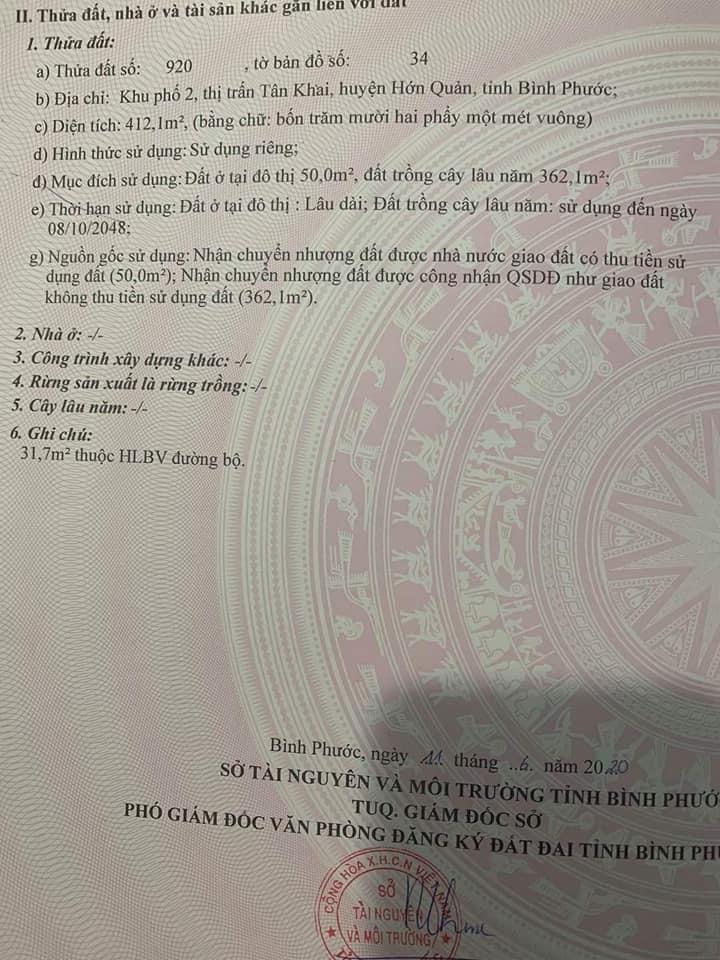 II. Thửa đất, nhà ở và tài sản khác gắn liền với đất
1. Thửa đất:
a) Thửa đất số: 920 , tờ bản đồ số: 34
b) Địa chỉ: Khu phố 2, thị trấn Tân Khai, huyện Hớn Quản, tỉnh Bình Phước;
c) Diện tích: 412,1m², (bằng chữ: bốn trăm mười hai phẩy một mét vuông)
d) Hình thức sử dụng: Sử dụng riêng;
đ) Mục đích sử dụng: Đất ở tại đô thị 50,0m², đất trồng cây lâu năm 362,1m²;
e) Thời hạn sử dụng: Đất ở tại đô thị : Lâu dài; Đất trồng cây lâu năm: sử dụng đến ngày
08/10/2048;
g) Nguồn gốc sử dụng: Nhận chuyển nhượng đất được nhà nước giao đất có thu tiền sử
dụng đất (50,0m²); Nhận chuyển nhượng đất được công nhận QSDĐ như giao đất
không thu tiền sử dụng đất (362,1m²).
2. Nhà ở: -/-
3. Công trình xây dựng khác: -/-
4. Rừng sản xuất là rừng trồng: -/-
5. Cây lâu năm: -/-
6. Ghi chú:
31,7m² thuộc HLBV đường bộ.
Bình Phước, ngày 11 tháng ..6. năm 2020
SỞ TÀI NGUYÊN VÀ MÔI TRƯỜNG TỈNH BÌNH PHƯỚ
TUQ. GIÁM ĐỐC SỞ
PHÓ GIÁM ĐỐC VĂN PHÒNG ĐĂNG KÝ ĐẤT ĐAI TỈNH BÌNH PH
CỘNG HÒA X.H.C.N VIỆT NAM
SỞ
TÀI NGUYÊN
VÀ MÔI TRƯỜNG